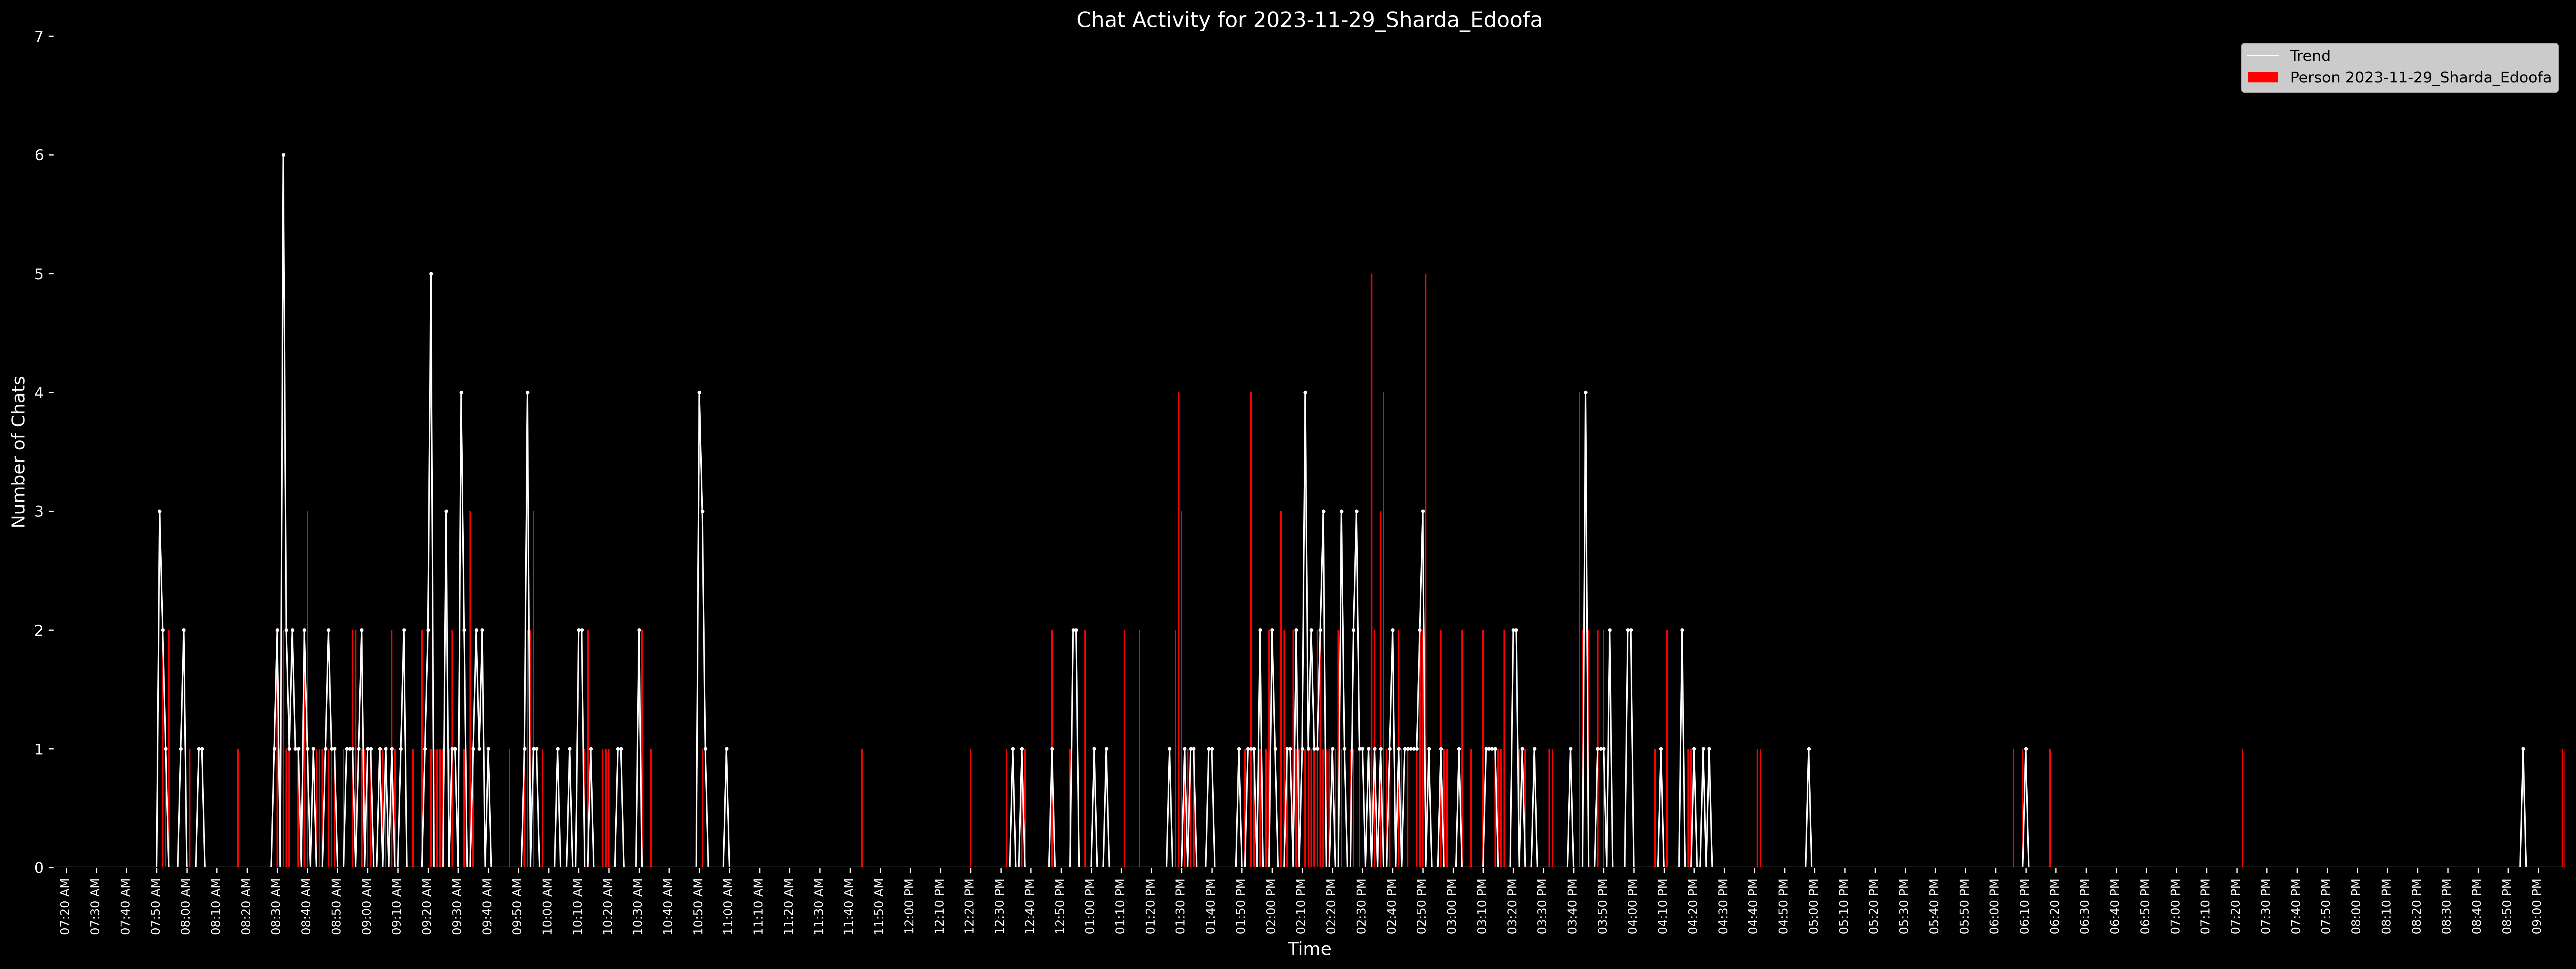 Chat Activity for 2023-11-29_Sharda_Edoofa
Trend
Person 2023-11-29_Sharda_Edoofa
Number of Chats
7
6
5
4
3
2
1
0
07:20 AM
07:30 AM
07:40 AM
07:50 AM
08:00 AM
08:10 AM
08:20 AM
08:30 AM
08:40 AM
08:50 AM
09:00 AM
09:10 AM
09:20 AM
09:30 AM
09:40 AM
09:50 AM
10:00 AM
10:10 AM
10:20 AM
10:30 AM
10:40 AM
10:50 AM
11:00 AM
11:10 AM
11:20 AM
11:30 AM
11:40 AM
11:50 AM
12:00 PM
12:10 PM
12:20 PM
12:30 PM
12:40 PM
12:50 PM
01:00 PM
01:10 PM
01:20 PM
01:30 PM
01:40 PM
01:50 PM
02:00 PM
02:10 PM
02:20 PM
02:30 PM
02:40 PM
02:50 PM
03:00 PM
03:10 PM
03:20 PM
03:30 PM
03:40 PM
03:50 PM
04:00 PM
04:10 PM
04:20 PM
04:30 PM
04:40 PM
04:50 PM
05:00 PM
05:10 PM
05:20 PM
05:30 PM
05:40 PM
05:50 PM
06:00 PM
06:10 PM
06:20 PM
06:30 PM
06:40 PM
06:50 PM
07:00 PM
07:10 PM
07:20 PM
07:30 PM
07:40 PM
07:50 PM
08:00 PM
08:10 PM
08:20 PM
08:30 PM
08:40 PM
08:50 PM
09:00 PM
Time